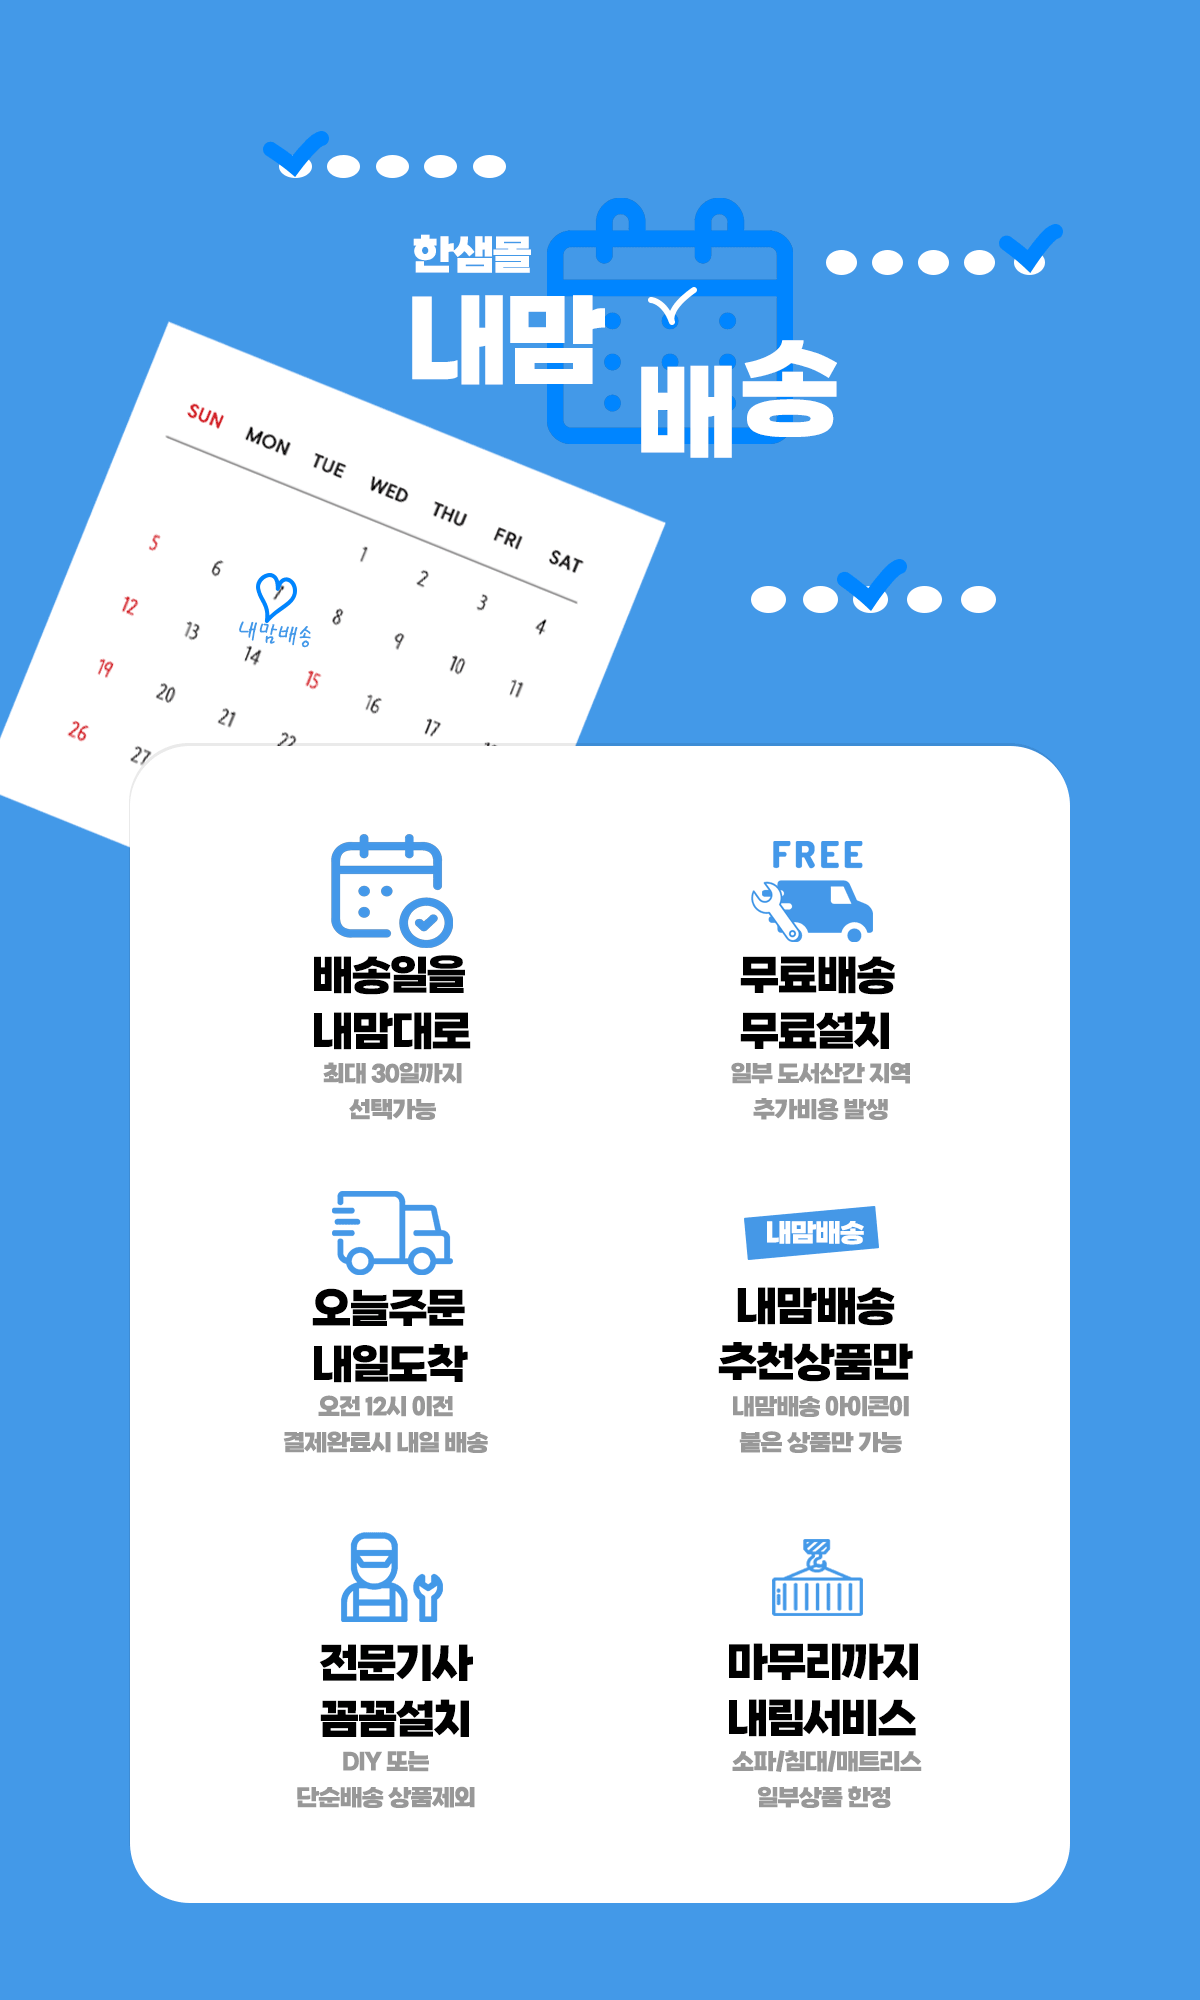 한샘몰
내맘
배송
SUN MON TUE WED THU FRI SAT
1 2 3 4
5 6 7 8 9 10 11
내맘배송
12 13 14 15 16 17
19 20 21 22
26 27
배송일을
내맘대로
최대 30일까지
선택가능
FREE
무료배송
무료설치
일부 도서산간 지역
추가비용 발생
오늘주문
내일도착
오전 12시 이전
결제완료시 내일 배송
내맘배송
내맘배송
추천상품만
내맘배송 아이콘이
붙은 상품만 가능
전문기사
꼼꼼설치
DIY 또는
단순배송 상품제외
마무리까지
내림서비스
소파/침대/매트리스
일부상품 한정